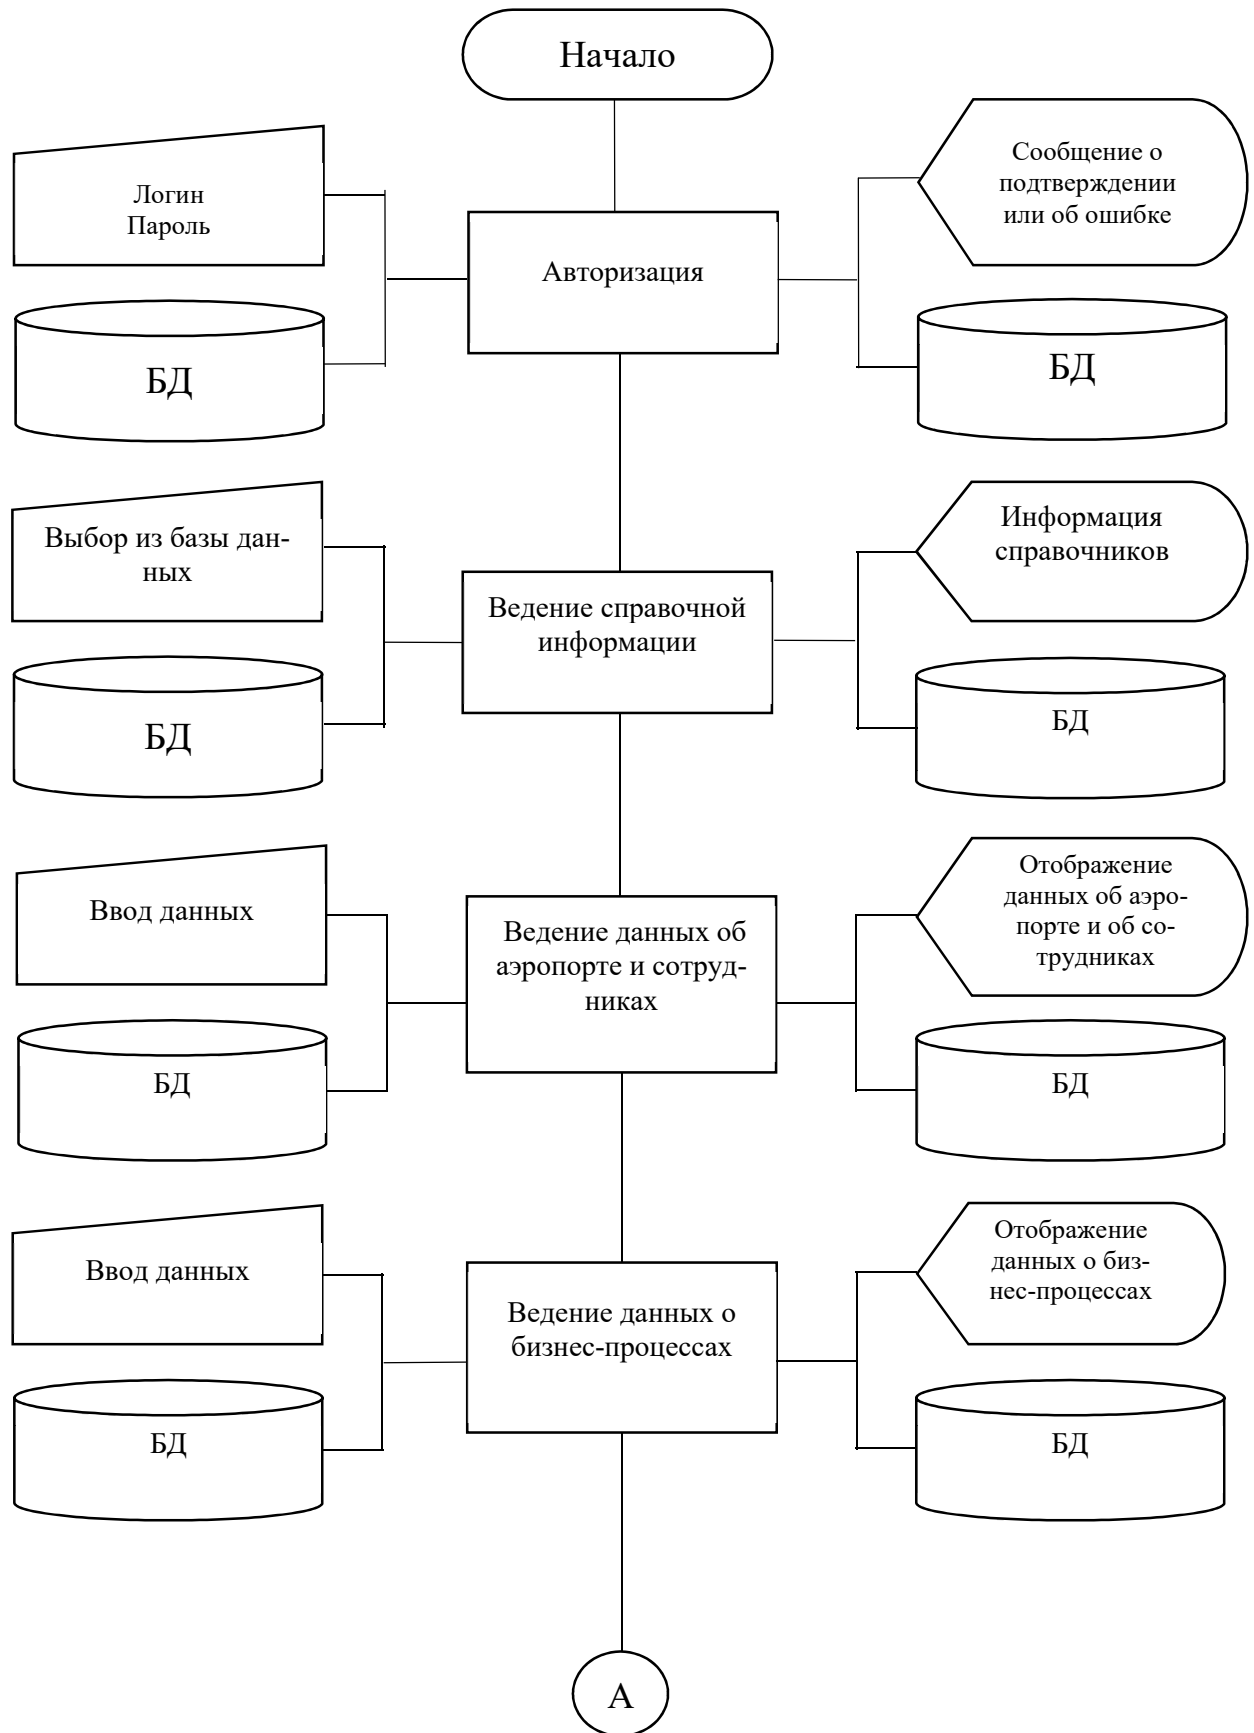 Начало
Логин
Пароль
БД
Авторизация
Сообщение о
подтверждении
или об ошибке
БД
Выбор из базы дан-
ных
БД
Ведение справочной
информации
Информация
справочников
БД
Ввод данных
БД
Ведение данных об
аэропорте и сотруд-
никах
Отображение
данных об аэро-
порте и об со-
трудниках
БД
Ввод данных
БД
Ведение данных о
бизнес-процессах
Отображение
данных о биз-
нес-процессах
БД
А